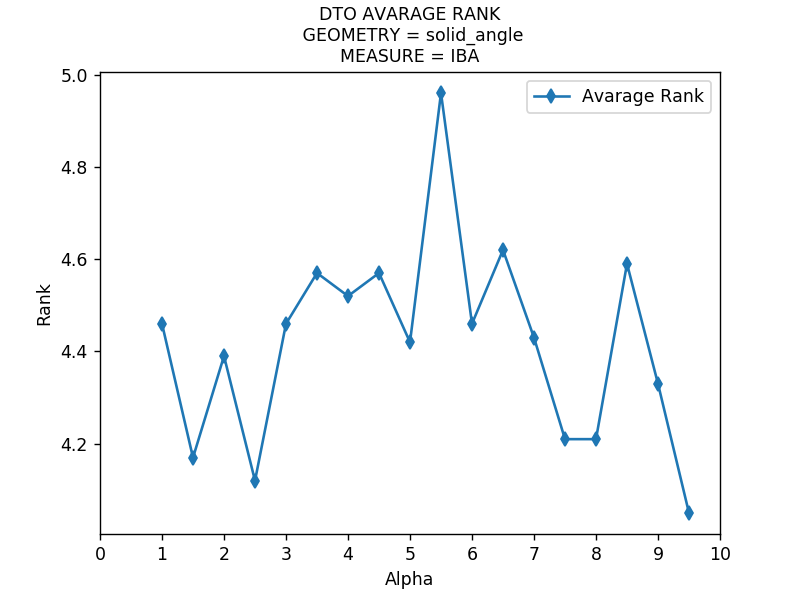 DTO AVARAGE RANK
GEOMETRY = solid_angle
MEASURE = IBA
Avarage Rank
Rank
5.0
4.8
4.6
4.4
4.2
0 1 2 3 4 5 6 7 8 9 10
Alpha